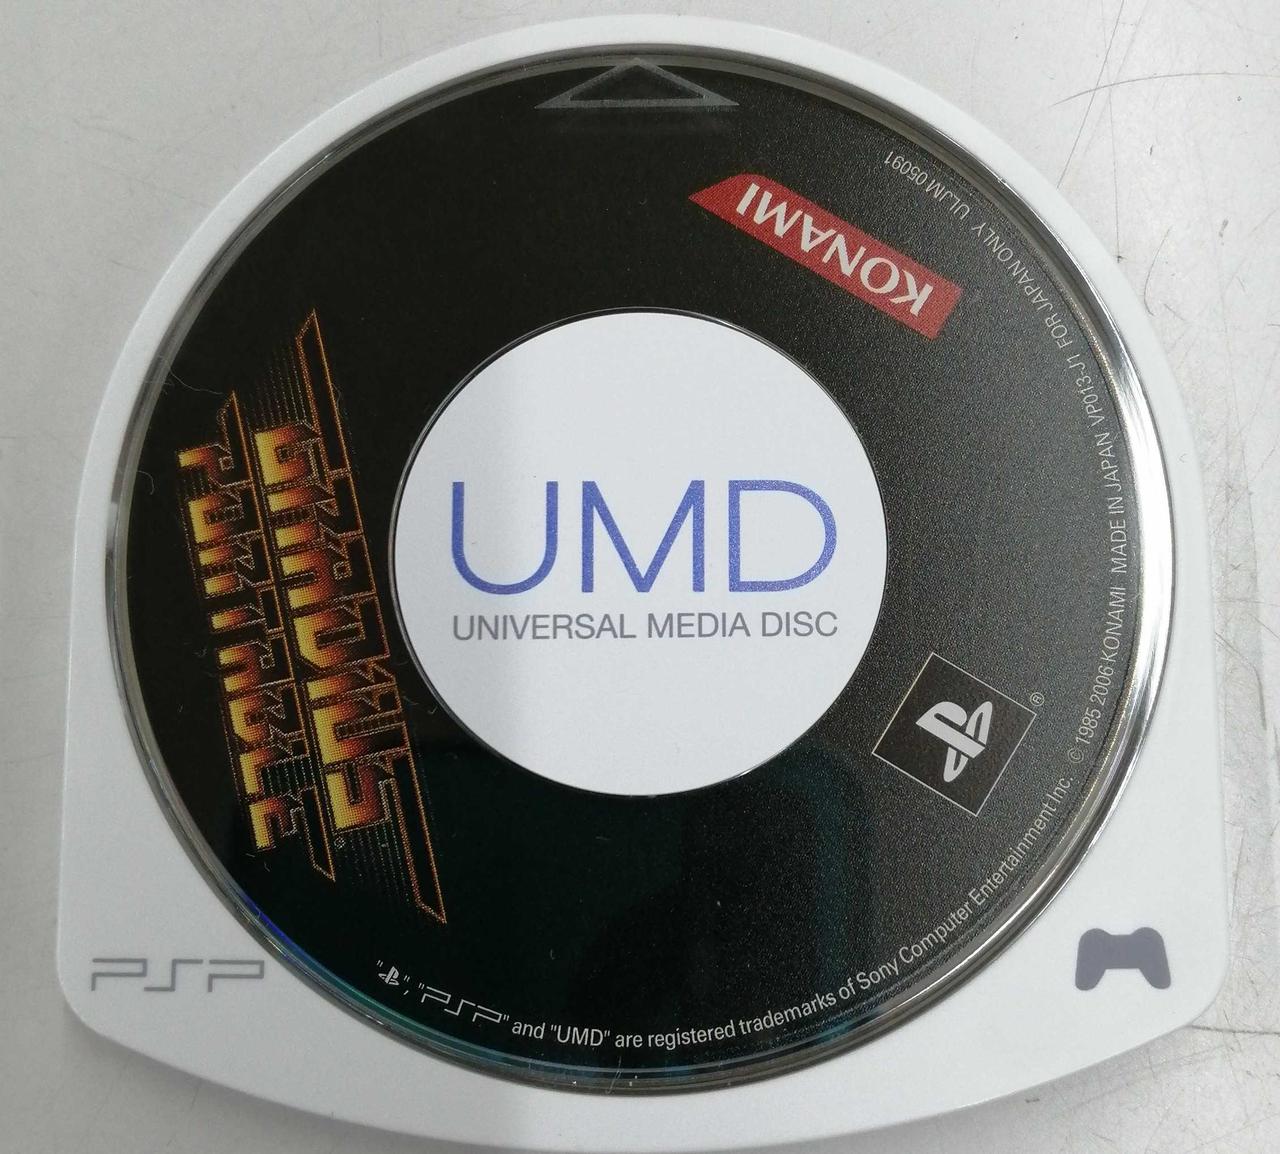 KONAMI
GRADIUS
PORTABLE
UMD
UNIVERSAL MEDIA DISC
®
PSP
"PSP" and "UMD" are registered trademarks of Sony Computer Entertainment Inc. © 1985 2006 KONAMI MADE IN JAPAN VP013-J1 FOR JAPAN ONLY ULJM 05091